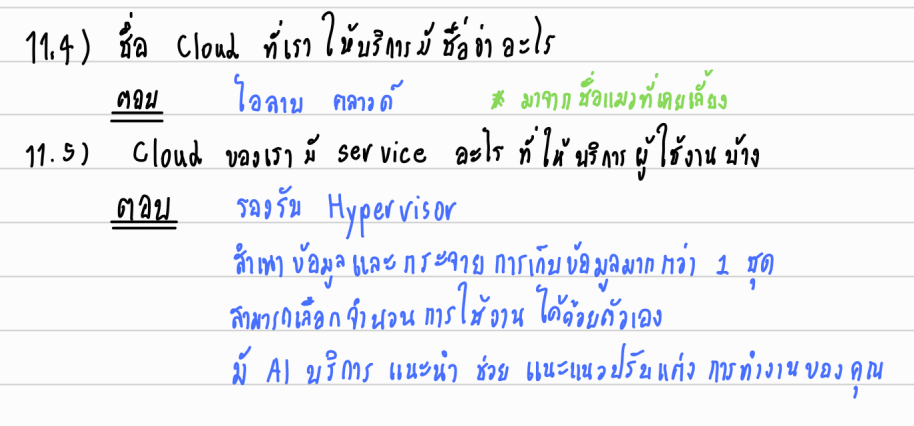 11.4) ชื่อ Cloud ที่เรา ให้บริการมี ชื่อว่า อะไร
ตอบ ไอลาบ คลาวด์ * มาจาก ชื่อแมวที่เคยเลี้ยง
11.5) Cloud ของเรา มี service อะไร ที่ให้ บริการ ผู้ใช้งาน บ้าง
ตอบ รองรับ Hypervisor
สำเนา ข้อมูล และ กระจาย การเก็บข้อมูลมาก กว่า 1 ชุด
สามารถเลือก จำนวน การใช้งาน ได้ด้วยตัวเอง
มี AI บริการ แนะนำ ช่วย แนะแนวปรับแต่ง การทำงานของคุณ